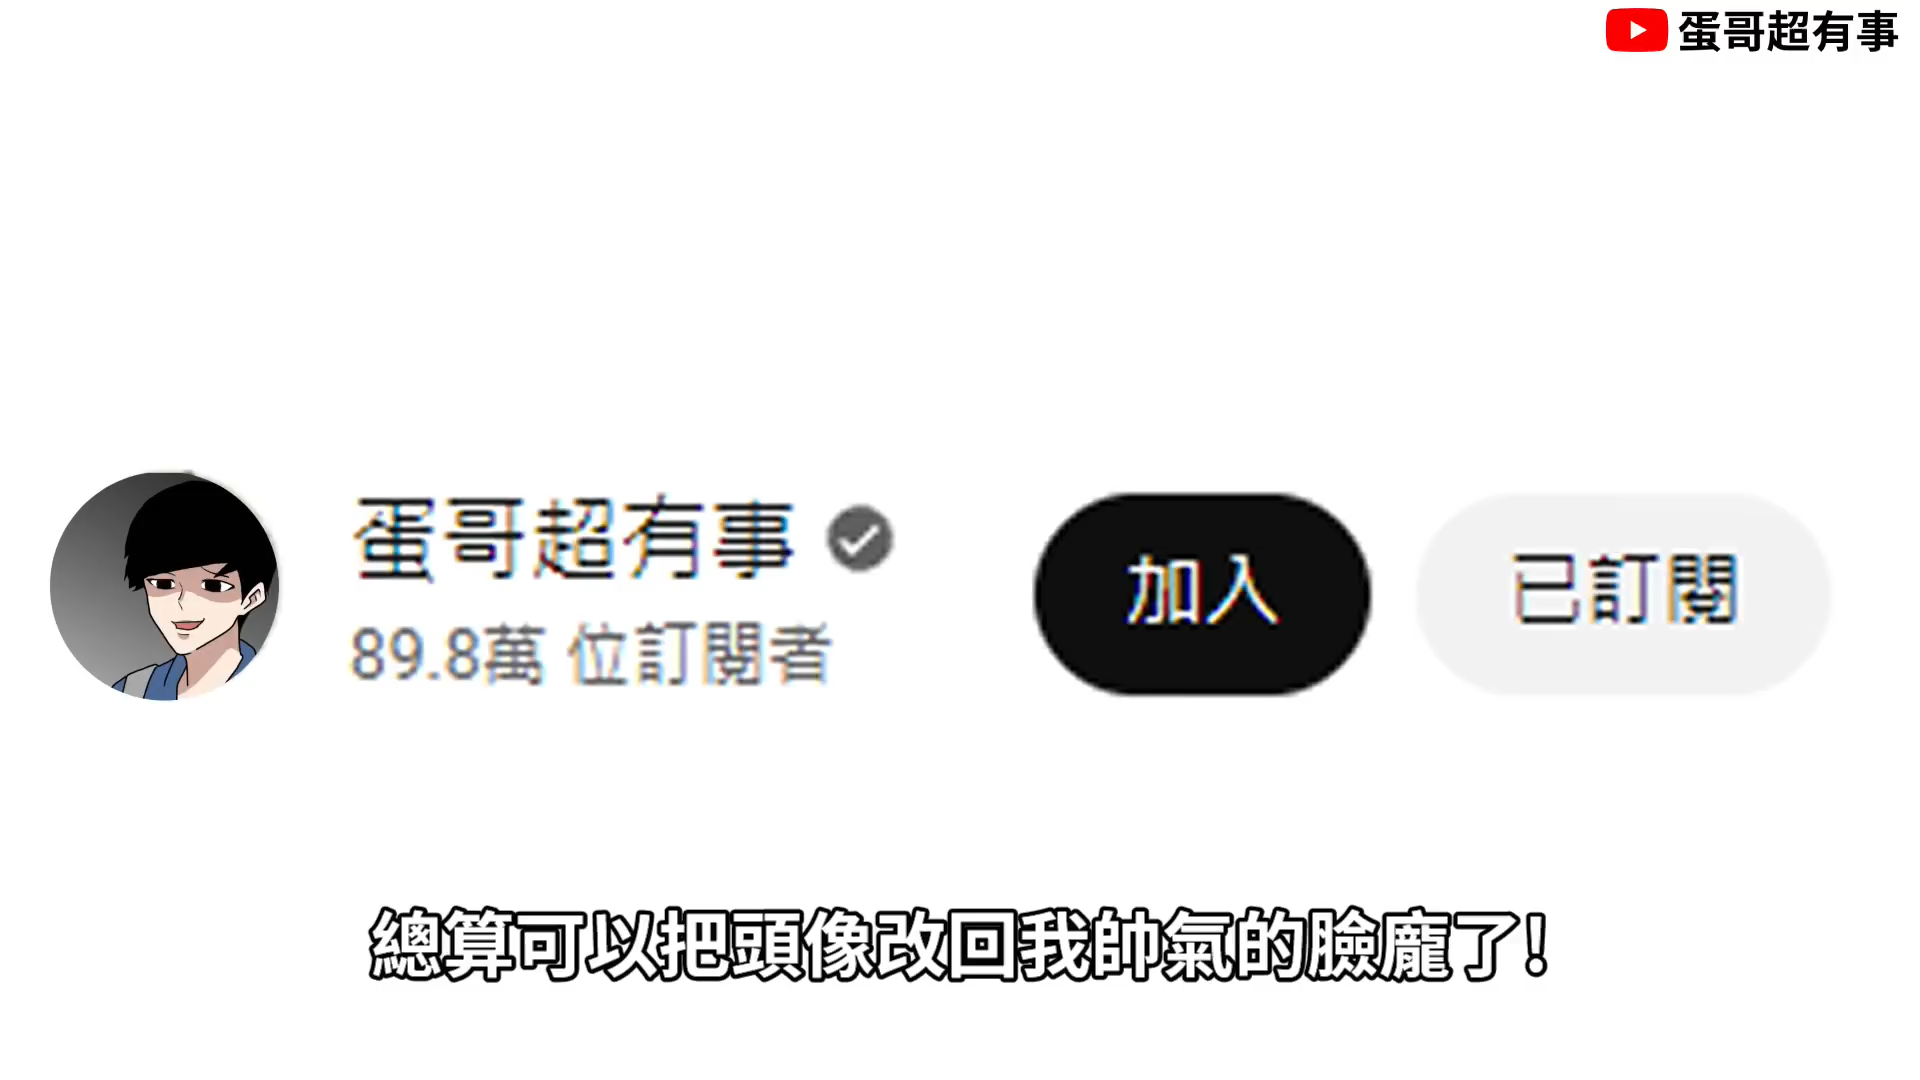 蛋哥超有事
蛋哥超有事
89.8萬 位訂閱者
加入
已訂閱
總算可以把頭像改回我帥氣的臉龐了!